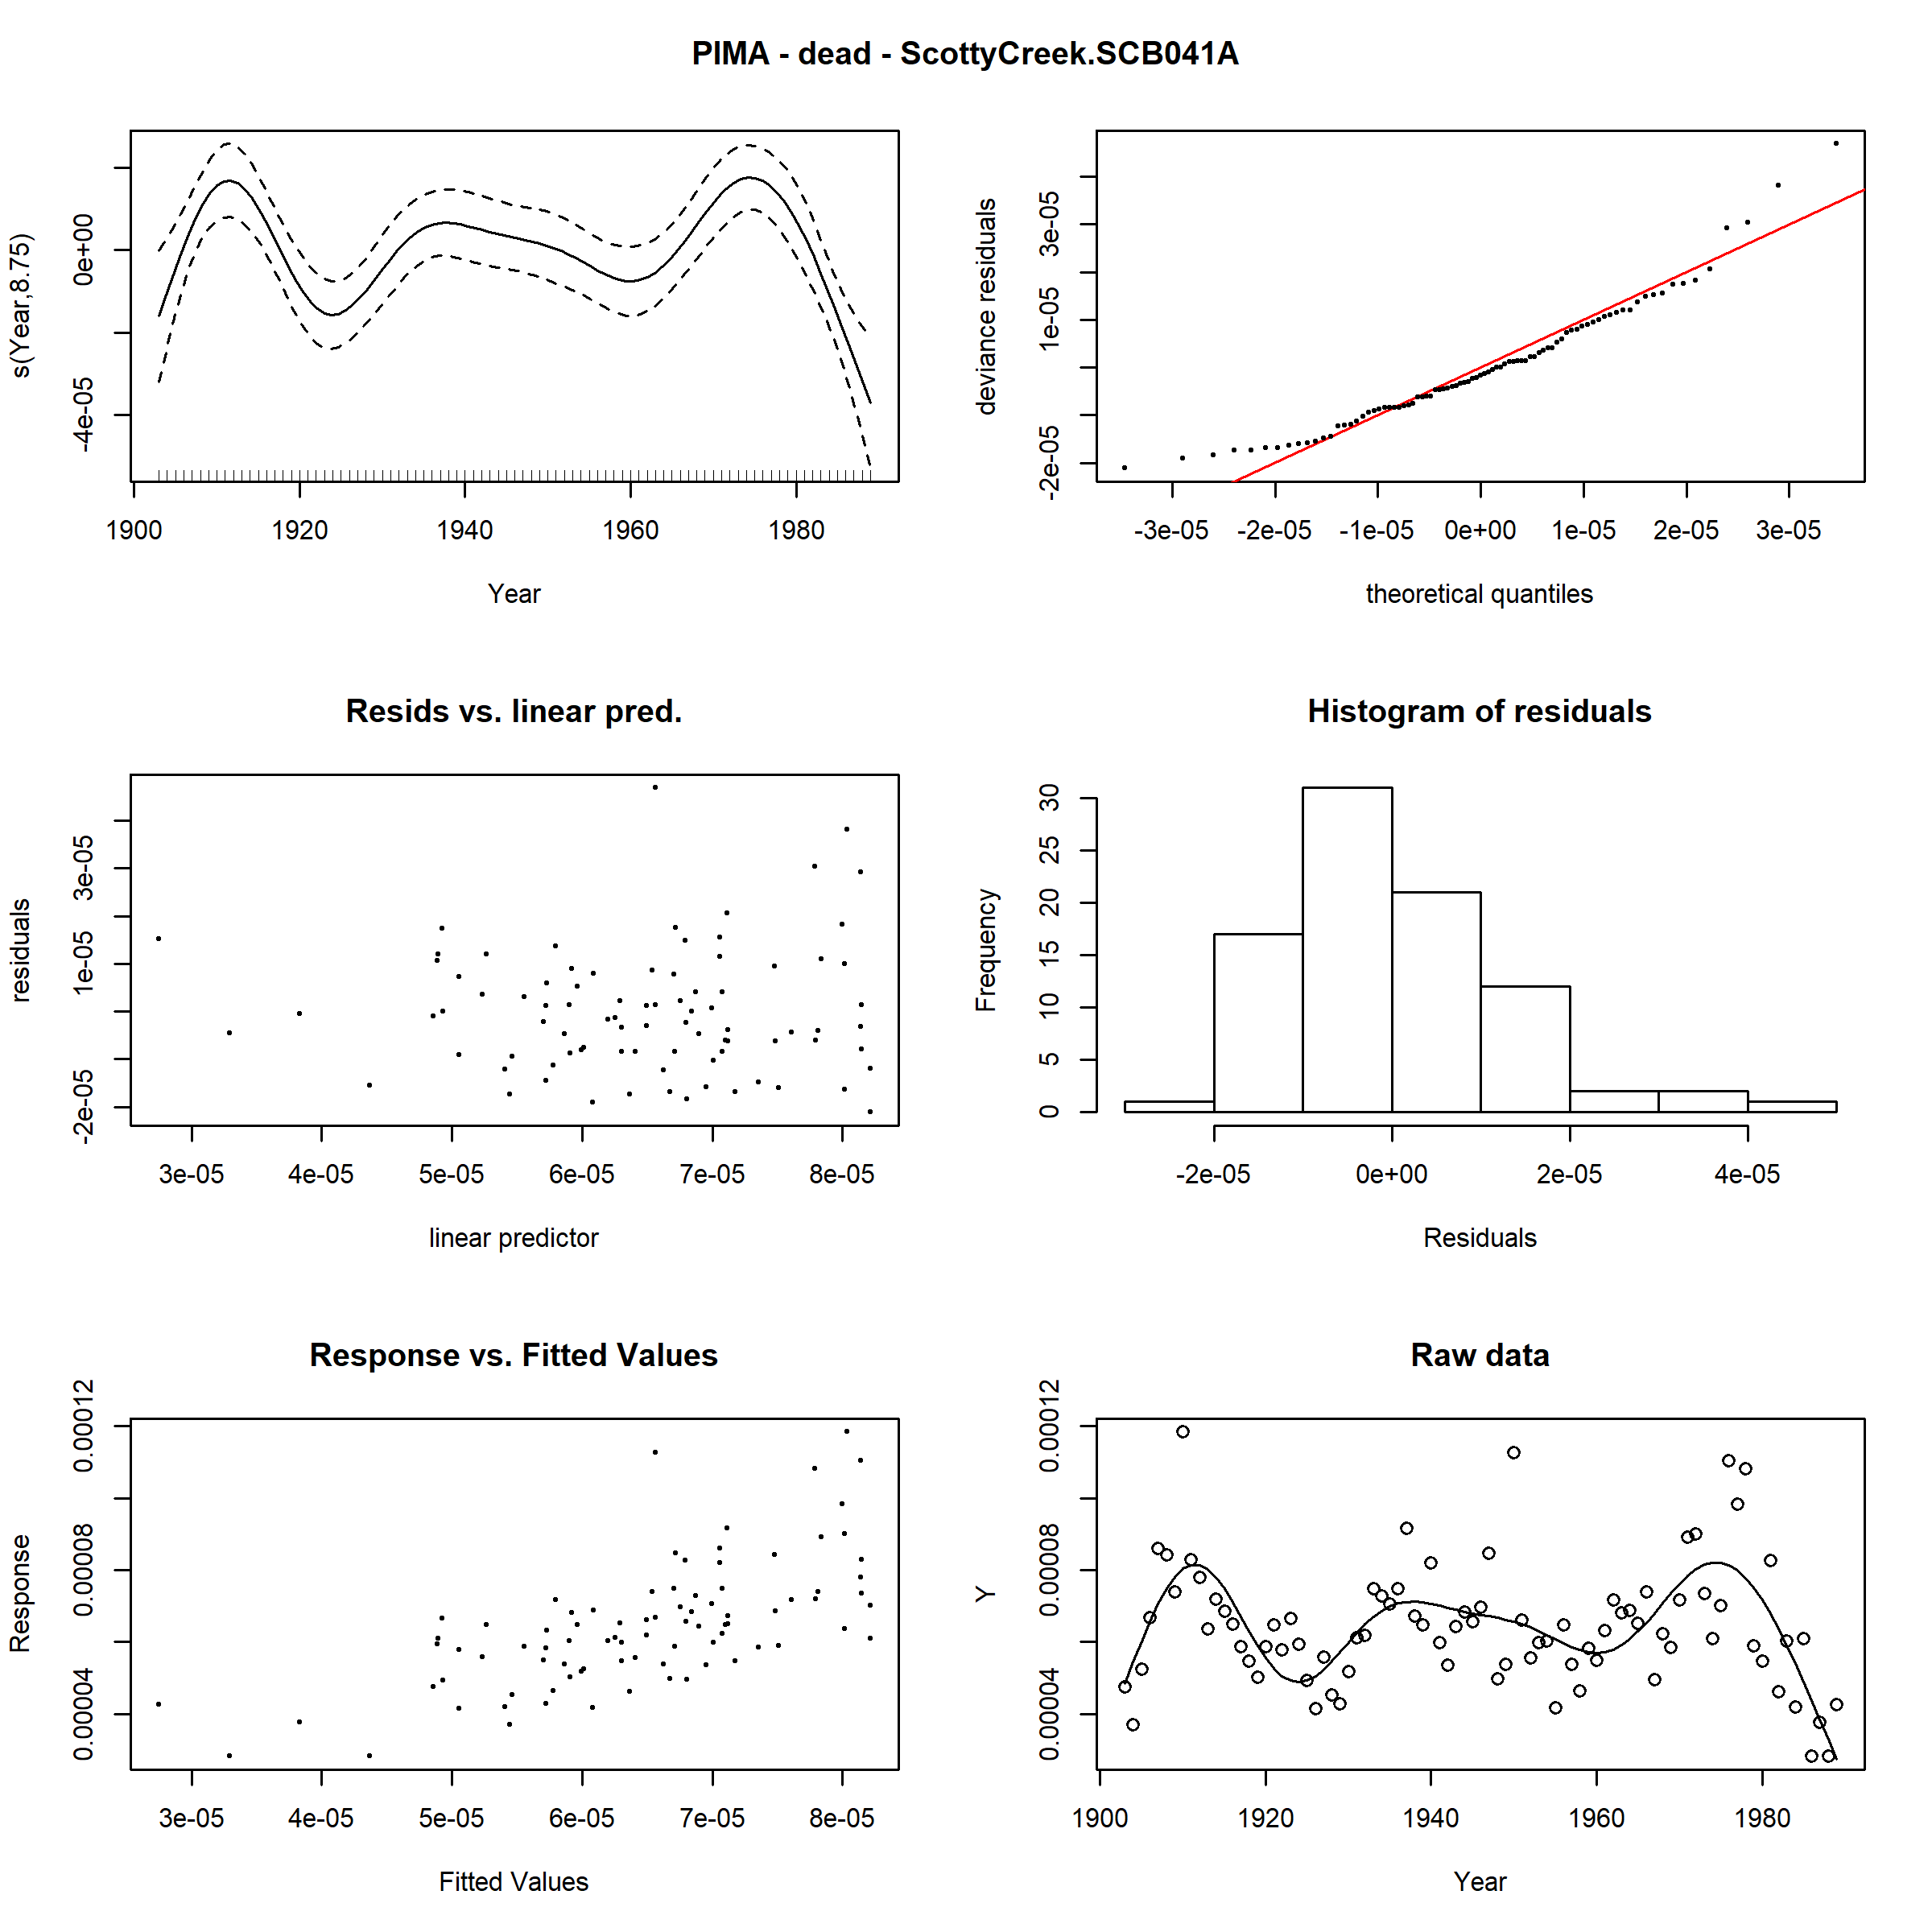 PIMA - dead - ScottyCreek.SCB041A
s(Year,8.75)
-4e-05
0e+00
1900 1920 1940 1960 1980
Year
deviance residuals
-2e-05
1e-05
3e-05
-3e-05 -2e-05 -1e-05 0e+00 1e-05 2e-05 3e-05
theoretical quantiles
Resids vs. linear pred.
residuals
-2e-05
1e-05
3e-05
3e-05 4e-05 5e-05 6e-05 7e-05 8e-05
linear predictor
Histogram of residuals
Frequency
0 5 10 15 20 25 30
-2e-05 0e+00 2e-05 4e-05
Residuals
Response vs. Fitted Values
Response
0.00004 0.00008 0.00012
3e-05 4e-05 5e-05 6e-05 7e-05 8e-05
Fitted Values
Raw data
Y
0.00004 0.00008 0.00012
1900 1920 1940 1960 1980
Year